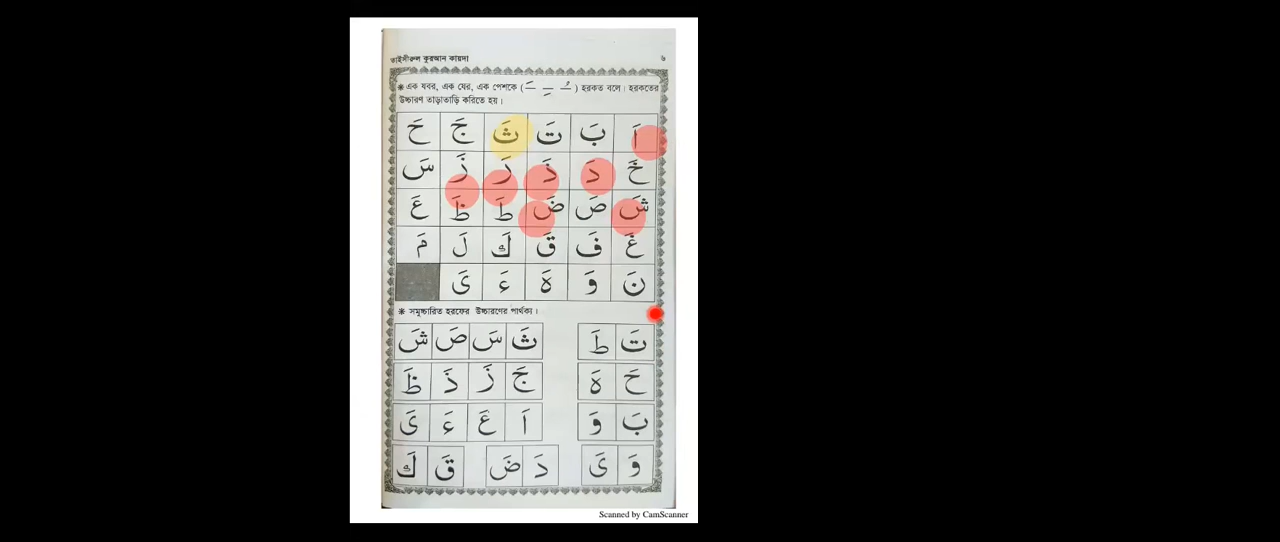 তাইসীরুল কুরআন কায়দা ৬
※ এক যবর, এক যের, এক পেশকে ( ـَ ـِ ـُ ) হরকত বলে। হরকতের
উচ্চারণ তাড়াতাড়ি করিতে হয়।
اَ بَ تَ ثَ جَ حَ
خَ دَ ذَ رَ زَ سَ
شَ صَ ضَ طَ ظَ عَ
غَ فَ قَ كَ لَ مَ
نَ وَ هَ ءَ ىَ
※ সমুচ্চারিত হরফের উচ্চারণের পার্থক্য।
تَ طَ ثَ سَ صَ شَ
حَ هَ جَ زَ ذَ ظَ
بَ وَ اَ عَ ءَ ىَ
وَ ىَ دَ ضَ قَ كَ
Scanned by CamScanner